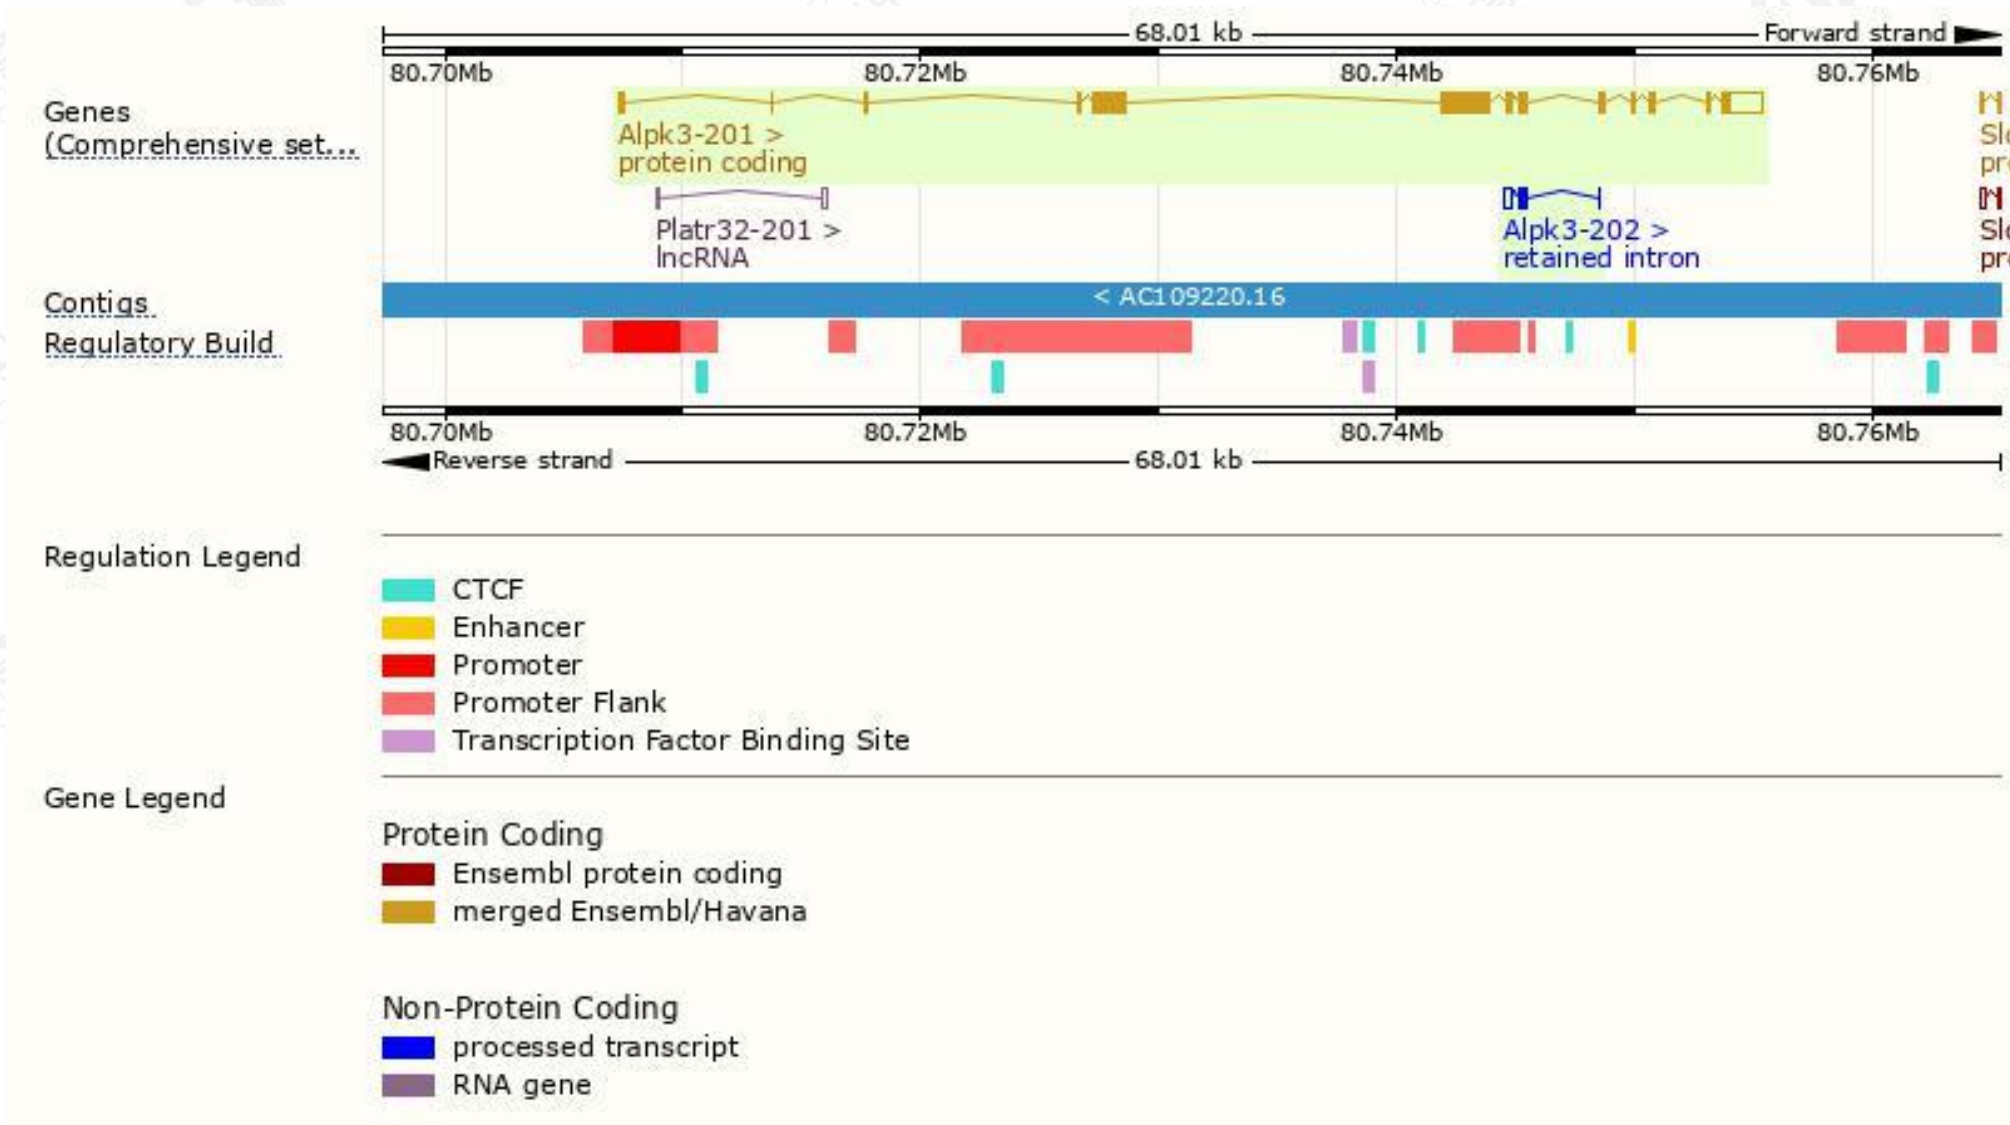 68.01 kb Forward strand
80.70Mb 80.72Mb 80.74Mb 80.76Mb
Genes
(Comprehensive set...
Alpk3-201 >
protein coding
Platr32-201 >
lncRNA
Alpk3-202 >
retained intron
Contigs
< AC109220.16
Regulatory Build
80.70Mb 80.72Mb 80.74Mb 80.76Mb
Reverse strand 68.01 kb
Regulation Legend
CTCF
Enhancer
Promoter
Promoter Flank
Transcription Factor Binding Site
Gene Legend
Protein Coding
Ensembl protein coding
merged Ensembl/Havana
Non-Protein Coding
processed transcript
RNA gene